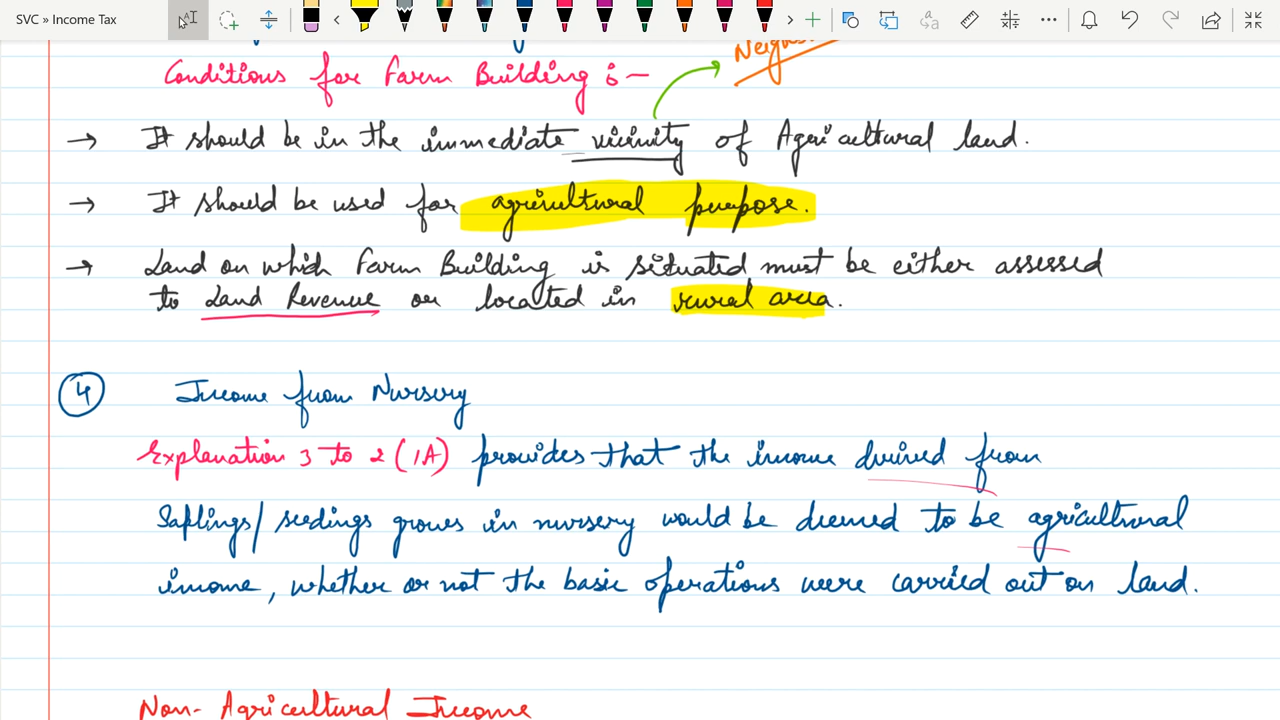 SVC » Income Tax
Neighb
Conditions for Farm Building :-
→ It should be in the immediate vicinity of Agricultural land.
→ It should be used for agricultural purpose.
→ Land on which Farm Building is situated must be either assessed
to Land Revenue or located in rural area.
4 Income from Nursery
Explanation 3 to 2(1A) provides that the income derived from
Saplings/seedings grown in nursery would be deemed to be agricultural
income, whether or not the basic operations were carried out on land.
Non-Agricultural Income